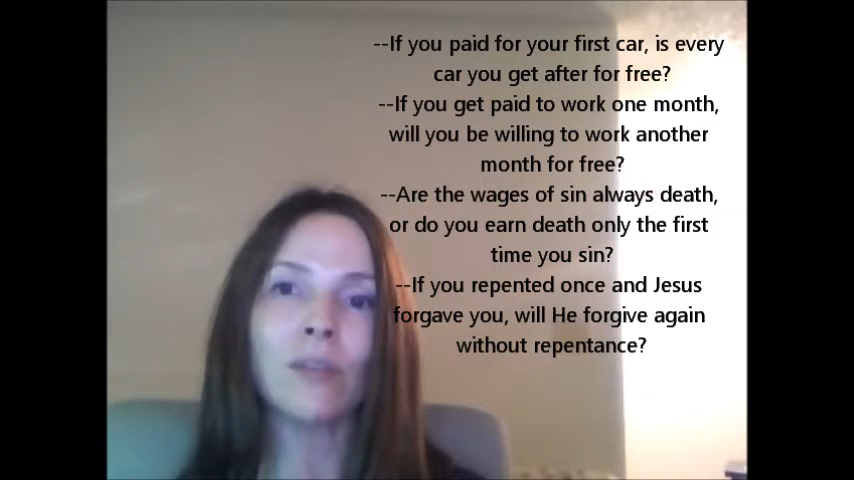 --If you paid for your first car, is every
car you get after for free?
--If you get paid to work one month,
will you be willing to work another
month for free?
--Are the wages of sin always death,
or do you earn death only the first
time you sin?
--If you repented once and Jesus
forgave you, will He forgive again
without repentance?